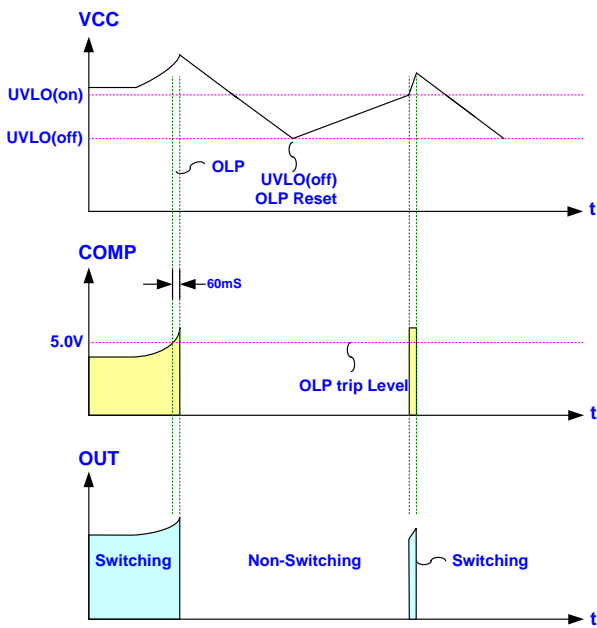 VCC
UVLO(on)
UVLO(off)
OLP
UVLO(off)
OLP Reset
t
COMP
60mS
5.0V
OLP trip Level
t
OUT
Switching
Non-Switching
Switching
t